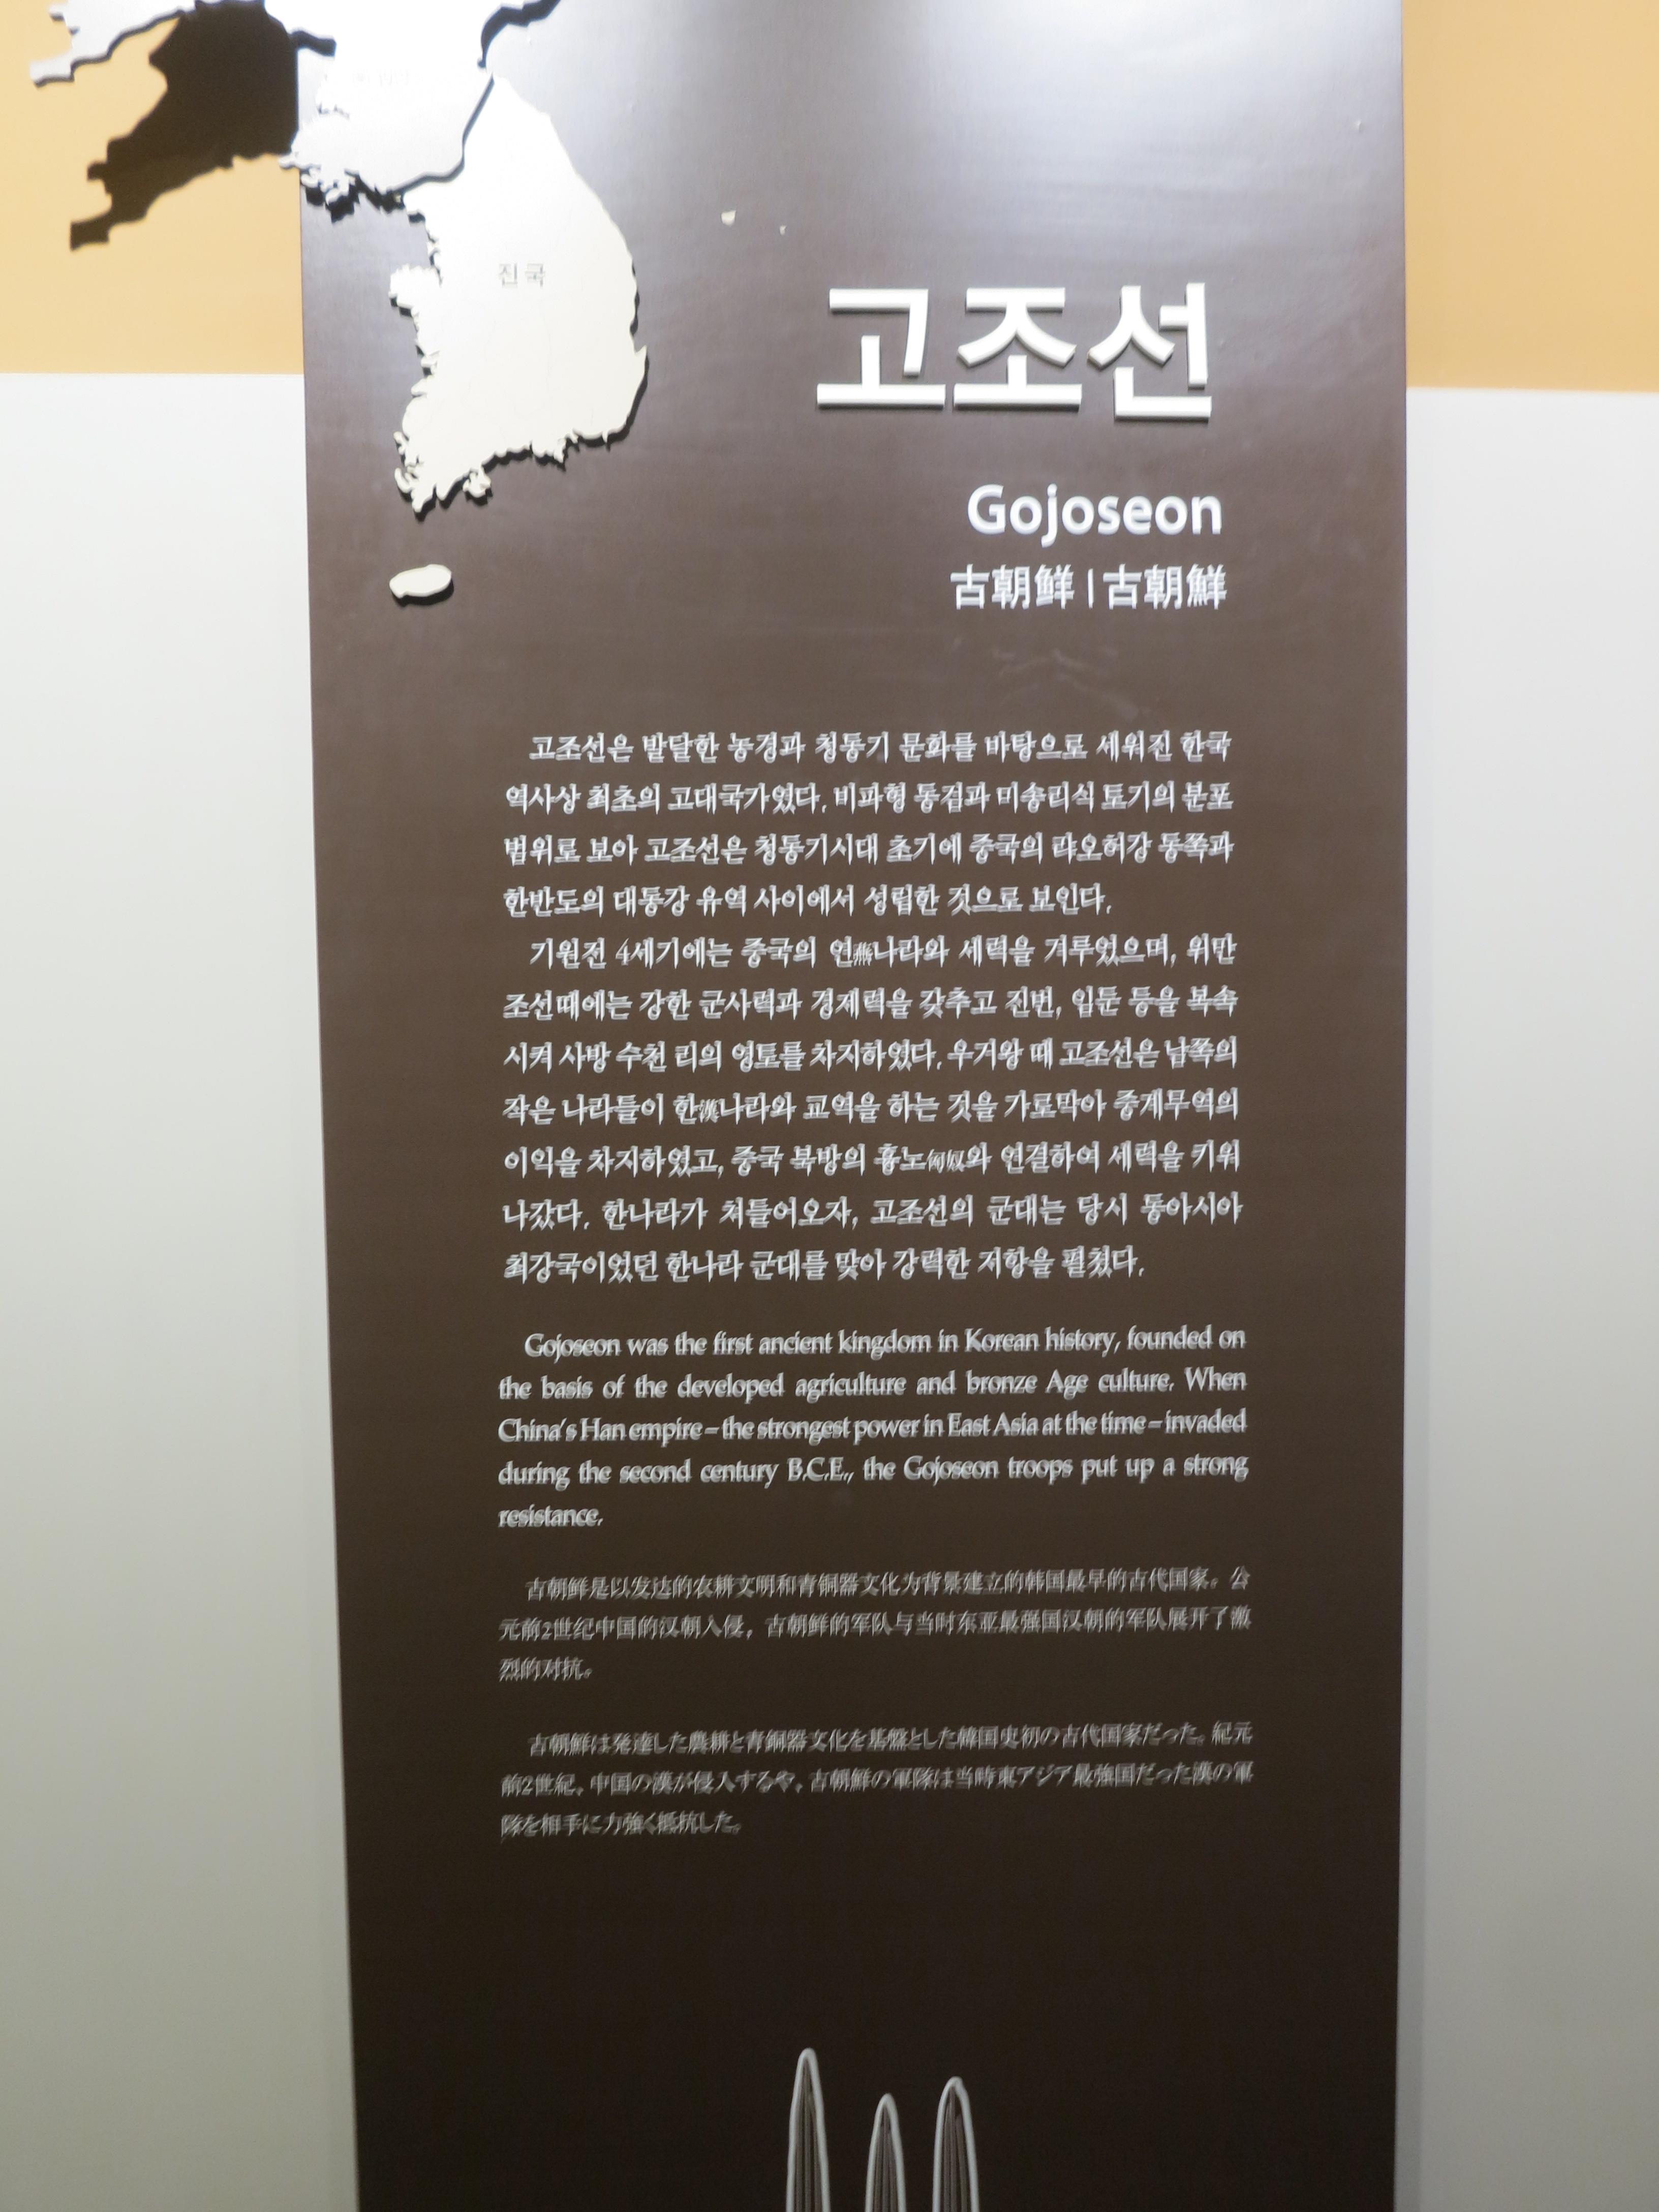 진국
고조선
Gojoseon
古朝鲜 | 古朝鮮
고조선은 발달한 농경과 청동기 문화를 바탕으로 세워진 한국
역사상 최초의 고대국가였다. 비파형 동검과 미송리식 토기의 분포
범위로 보아 고조선은 청동기시대 초기에 중국의 랴오허강 동쪽과
한반도의 대동강 유역 사이에서 성립한 것으로 보인다.
기원전 4세기에는 중국의 연燕나라와 세력을 겨루었으며, 위만
조선때에는 강한 군사력과 경제력을 갖추고 진번, 임둔 등을 복속
시켜 사방 수천 리의 영토를 차지하였다. 우거왕 때 고조선은 남쪽의
작은 나라들이 한漢나라와 교역을 하는 것을 가로막아 중계무역의
이익을 차지하였고, 중국 북방의 흉노匈奴와 연결하여 세력을 키워
나갔다. 한나라가 쳐들어오자, 고조선의 군대는 당시 동아시아
최강국이었던 한나라 군대를 맞아 강력한 저항을 펼쳤다.
Gojoseon was the first ancient kingdom in Korean history, founded on
the basis of the developed agriculture and bronze Age culture. When
China's Han empire – the strongest power in East Asia at the time – invaded
during the second century B.C.E., the Gojoseon troops put up a strong
resistance.
古朝鲜是以发达的农耕文明和青铜器文化为背景建立的韩国最早的古代国家。公
元前2世纪中国的汉朝入侵，古朝鲜的军队与当时东亚最强国汉朝的军队展开了激
烈的对抗。
古朝鮮は発達した農耕と青銅器文化を基盤とした韓国史初の古代国家だった。紀元
前2世紀、中国の漢が侵入するや、古朝鮮の軍隊は当時東アジア最強国だった漢の軍
隊を相手に力強く抵抗した。